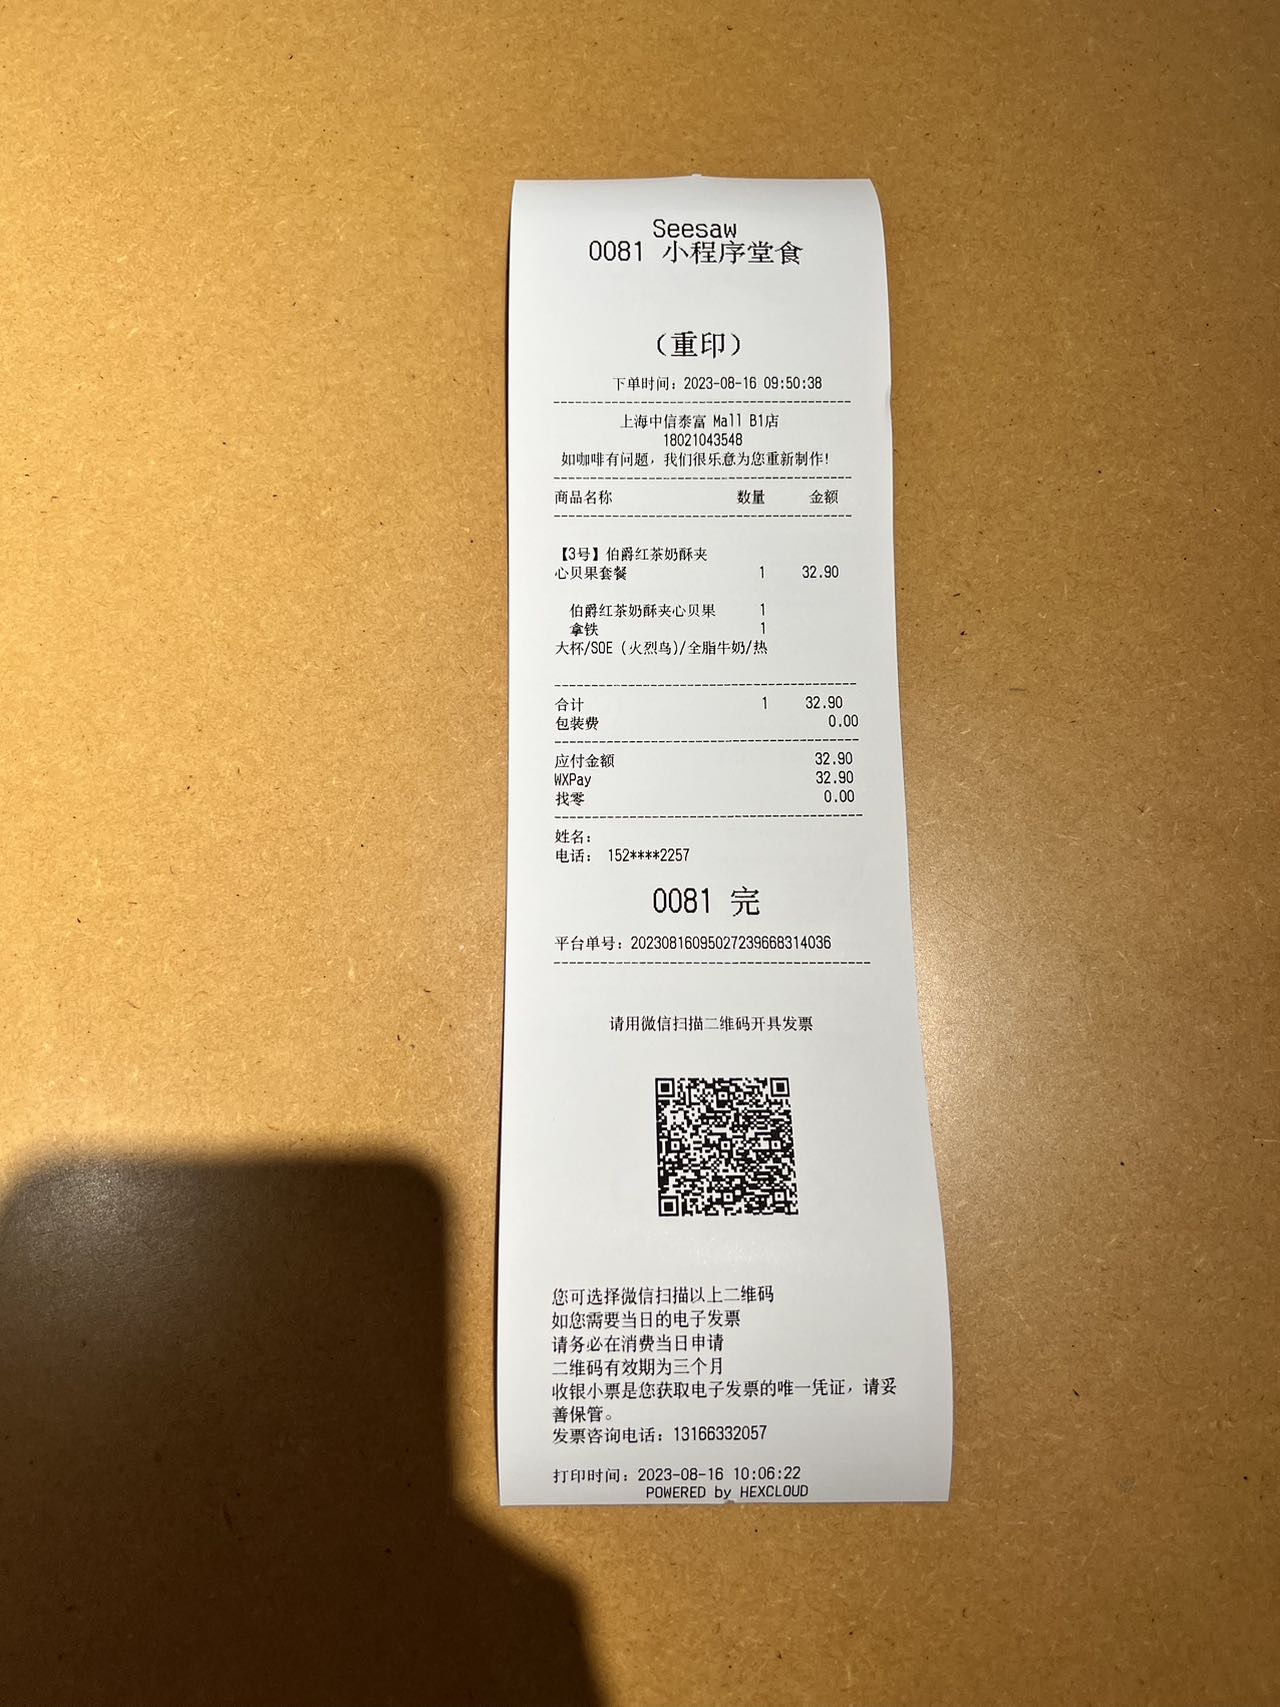 Seesaw
0081 小程序堂食
（重印）
下单时间：2023-08-16 09:50:38
上海中信泰富 Mall B1店
18021043548
如咖啡有问题，我们很乐意为您重新制作！
商品名称 数量 金额
【3号】伯爵红茶奶酥夹
心贝果套餐 1 32.90
伯爵红茶奶酥夹心贝果 1
拿铁 1
大杯/SOE（火烈鸟)/全脂牛奶/热
合计 1 32.90
包装费 0.00
应付金额 32.90
WXPay 32.90
找零 0.00
姓名：
电话： 152****2257
0081 完
平台单号：20230816095027239668314036
请用微信扫描二维码开具发票
您可选择微信扫描以上二维码
如您需要当日的电子发票
请务必在消费当日申请
二维码有效期为三个月
收银小票是您获取电子发票的唯一凭证，请妥
善保管。
发票咨询电话：13166332057
打印时间：2023-08-16 10:06:22
POWERED by HEXCLOUD